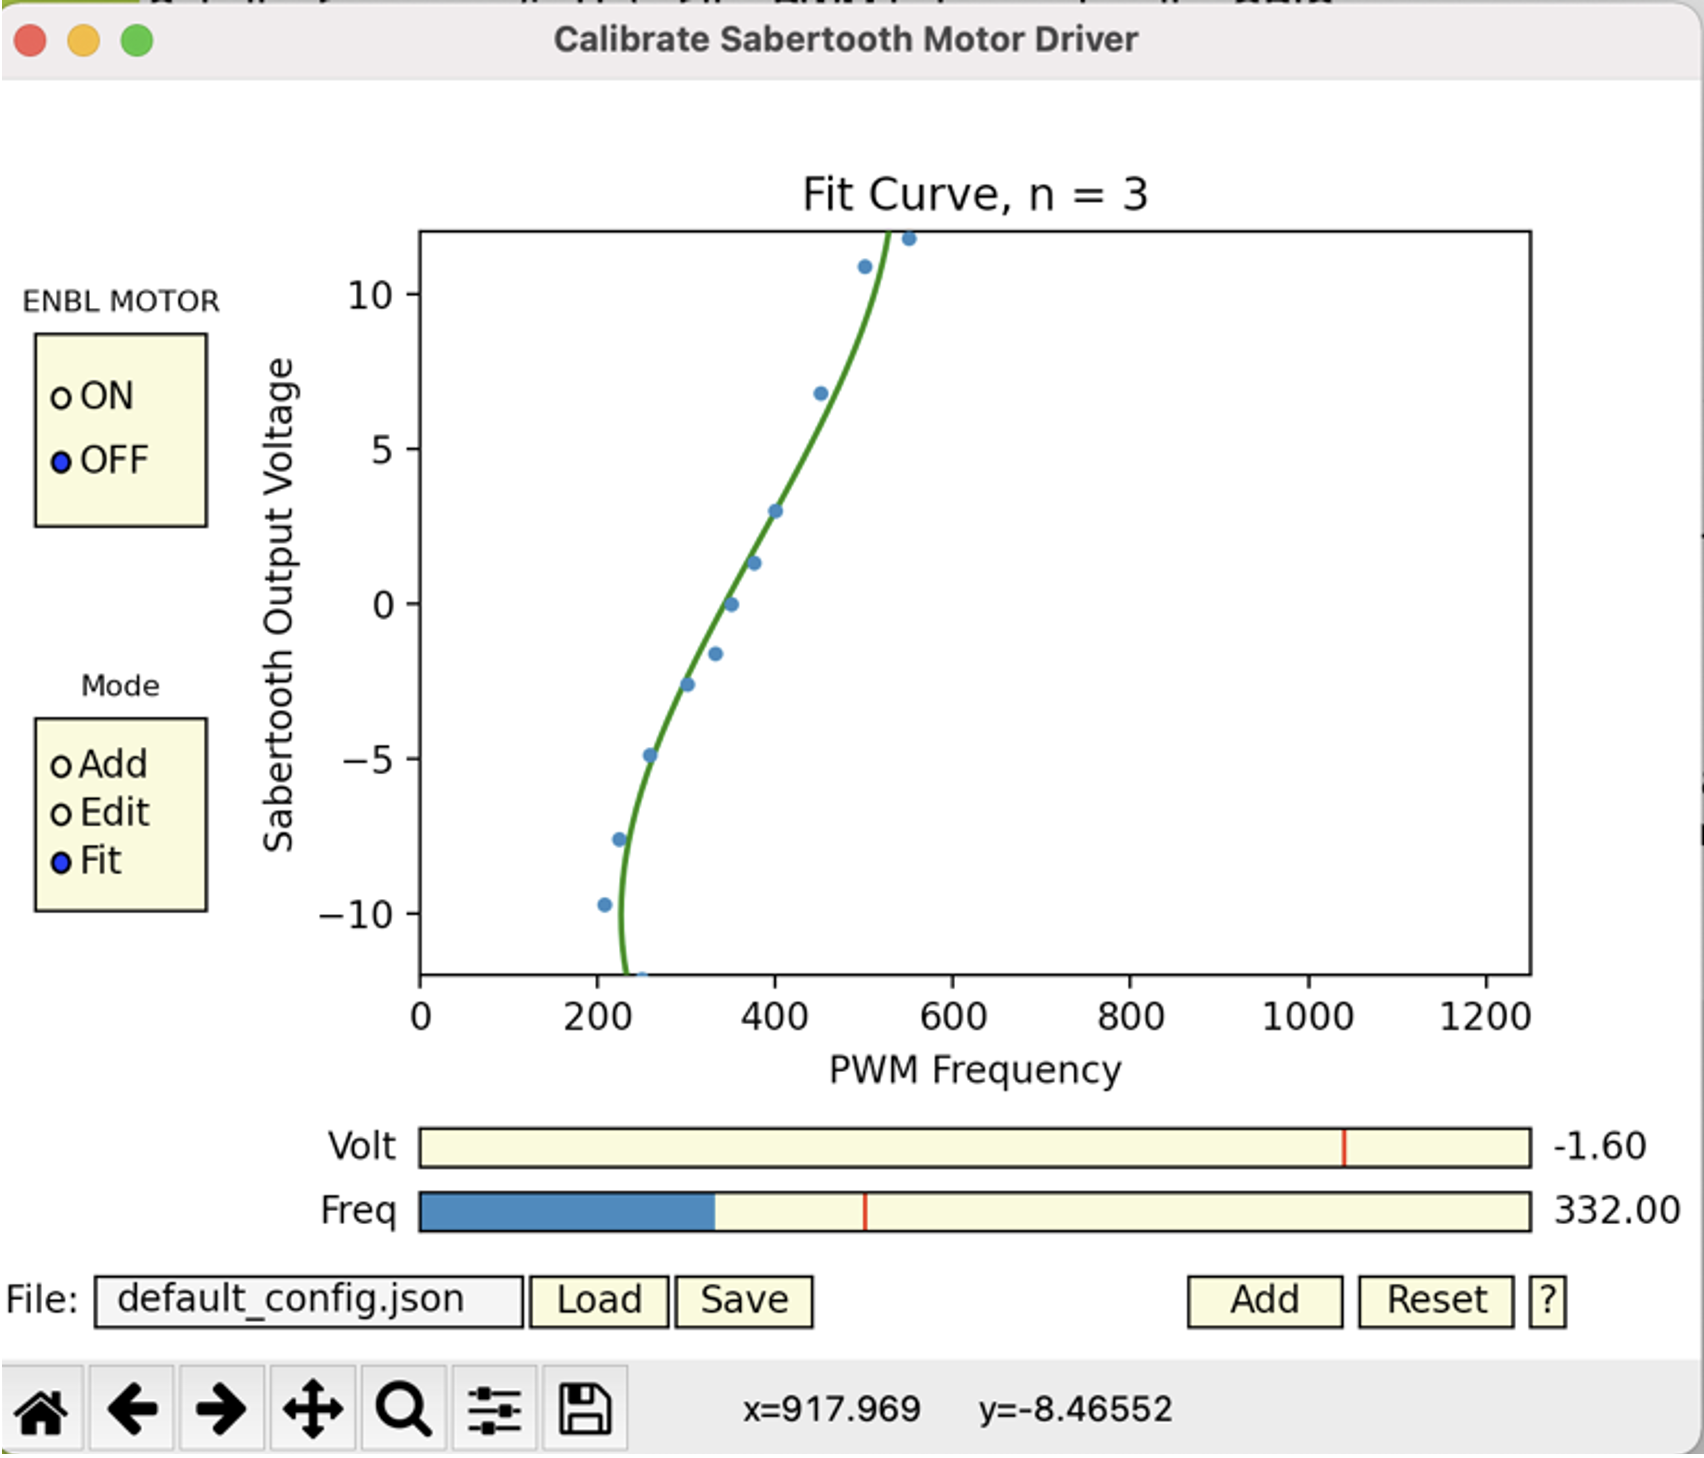 Calibrate Sabertooth Motor Driver
Fit Curve, n = 3
ENBL MOTOR
ON
OFF
Mode
Add
Edit
Fit
Sabertooth Output Voltage
10
5
0
−5
−10
0 200 400 600 800 1000 1200
PWM Frequency
Volt -1.60
Freq 332.00
File: default_config.json Load Save Add Reset ?
x=917.969 y=-8.46552